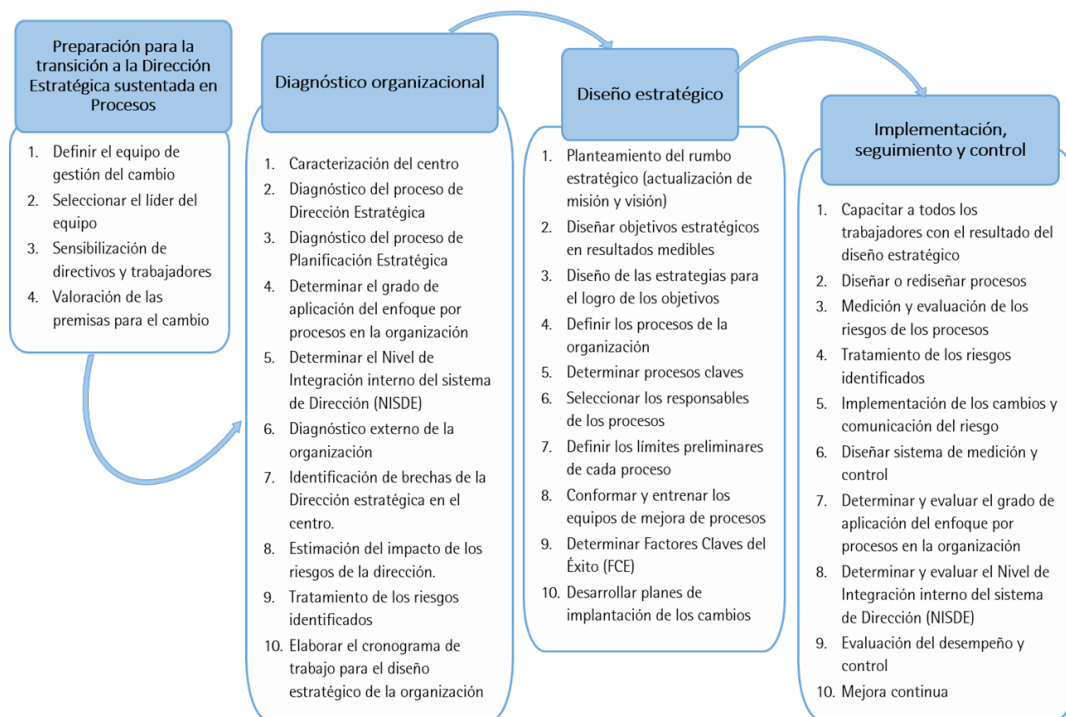 Preparación para la
transición a la Dirección
Estratégica sustentada en
Procesos
1. Definir el equipo de
gestión del cambio
2. Seleccionar el líder del
equipo
3. Sensibilización de
directivos y trabajadores
4. Valoración de las
premisas para el cambio
Diagnóstico organizacional
1. Caracterización del centro
2. Diagnóstico del proceso de
Dirección Estratégica
3. Diagnóstico del proceso de
Planificación Estratégica
4. Determinar el grado de
aplicación del enfoque por
procesos en la organización
5. Determinar el Nivel de
Integración interno del sistema
de Dirección (NISDE)
6. Diagnóstico externo de la
organización
7. Identificación de brechas de la
Dirección estratégica en el
centro.
8. Estimación del impacto de los
riesgos de la dirección.
9. Tratamiento de los riesgos
identificados
10. Elaborar el cronograma de
trabajo para el diseño
estratégico de la organización
Diseño estratégico
1. Planteamiento del rumbo
estratégico (actualización de
misión y visión)
2. Diseñar objetivos estratégicos
en resultados medibles
3. Diseño de las estrategias para
el logro de los objetivos
4. Definir los procesos de la
organización
5. Determinar procesos claves
6. Seleccionar los responsables
de los procesos
7. Definir los límites preliminares
de cada proceso
8. Conformar y entrenar los
equipos de mejora de procesos
9. Determinar Factores Claves del
Éxito (FCE)
10. Desarrollar planes de
implantación de los cambios
Implementación,
seguimiento y control
1. Capacitar a todos los
trabajadores con el resultado del
diseño estratégico
2. Diseñar o rediseñar procesos
3. Medición y evaluación de los
riesgos de los procesos
4. Tratamiento de los riesgos
identificados
5. Implementación de los cambios y
comunicación del riesgo
6. Diseñar sistema de medición y
control
7. Determinar y evaluar el grado de
aplicación del enfoque por
procesos en la organización
8. Determinar y evaluar el Nivel de
Integración interno del sistema
de Dirección (NISDE)
9. Evaluación del desempeño y
control
10. Mejora continua